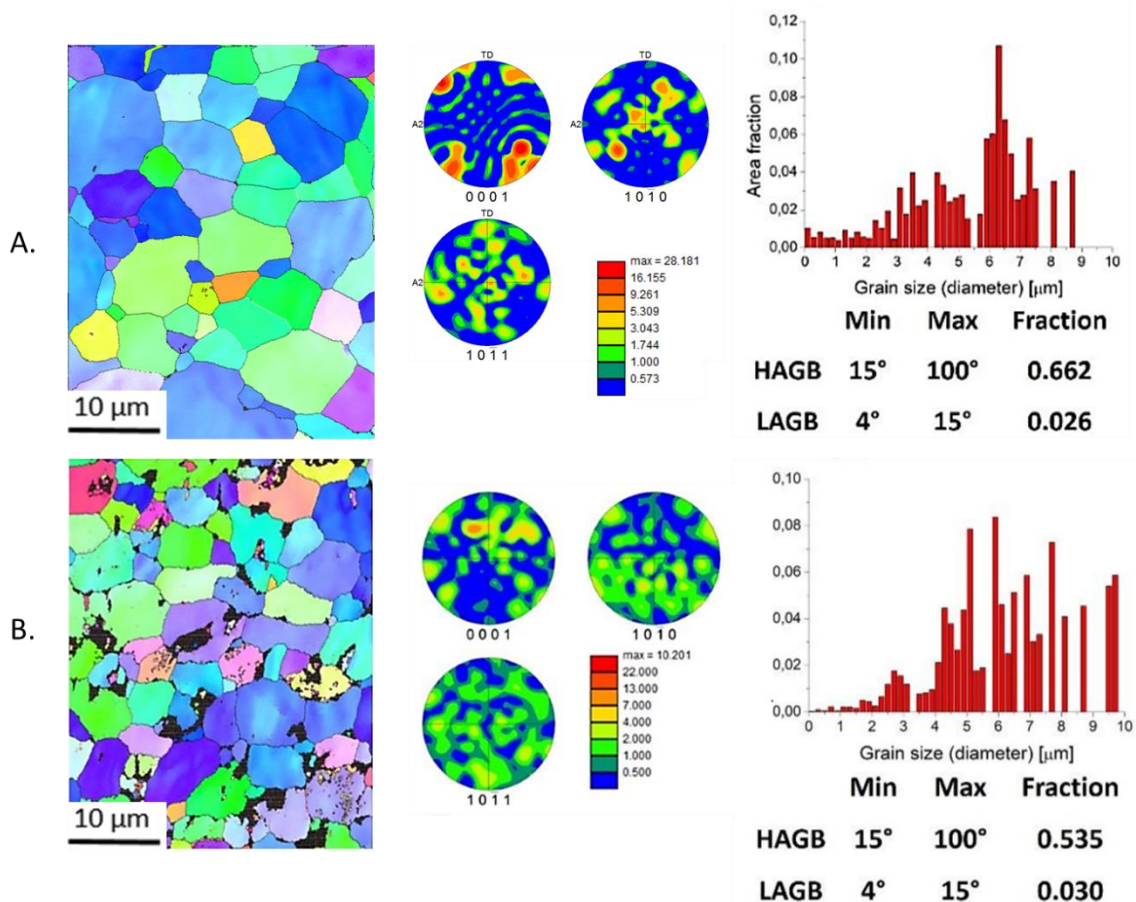 A.
10 µm
TD
A2
0 0 0 1
TD
A2
1 0 1̅ 0
TD
A2
1 0 1̅ 1
max = 28.181
16.155
9.261
5.309
3.043
1.744
1.000
0.573
0,12
0,10
0,08
0,06
0,04
0,02
0,00
Area fraction
0 1 2 3 4 5 6 7 8 9 10
Grain size (diameter) [µm]
Min Max Fraction
HAGB 15° 100° 0.662
LAGB 4° 15° 0.026
B.
10 µm
0 0 0 1
1 0 1 0
1 0 1 1
max = 10.201
22.000
13.000
7.000
4.000
2.000
1.000
0.500
0,10
0,08
0,06
0,04
0,02
0,00
0 1 2 3 4 5 6 7 8 9 10
Grain size (diameter) [µm]
Min Max Fraction
HAGB 15° 100° 0.535
LAGB 4° 15° 0.030